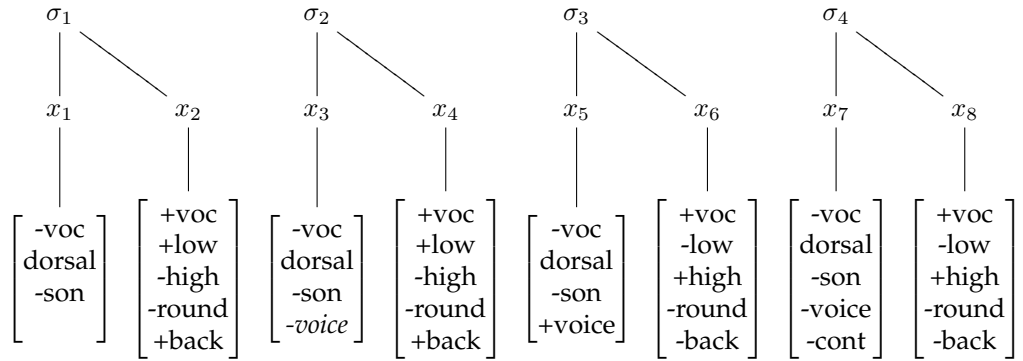 σ1 σ2 σ3 σ4
x1 x2 x3 x4 x5 x6 x7 x8
-voc dorsal -son
+voc +low -high -round +back
-voc dorsal -son -voice
+voc +low -high -round +back
-voc dorsal -son +voice
+voc -low +high -round -back
-voc dorsal -son -voice -cont
+voc -low +high -round -back